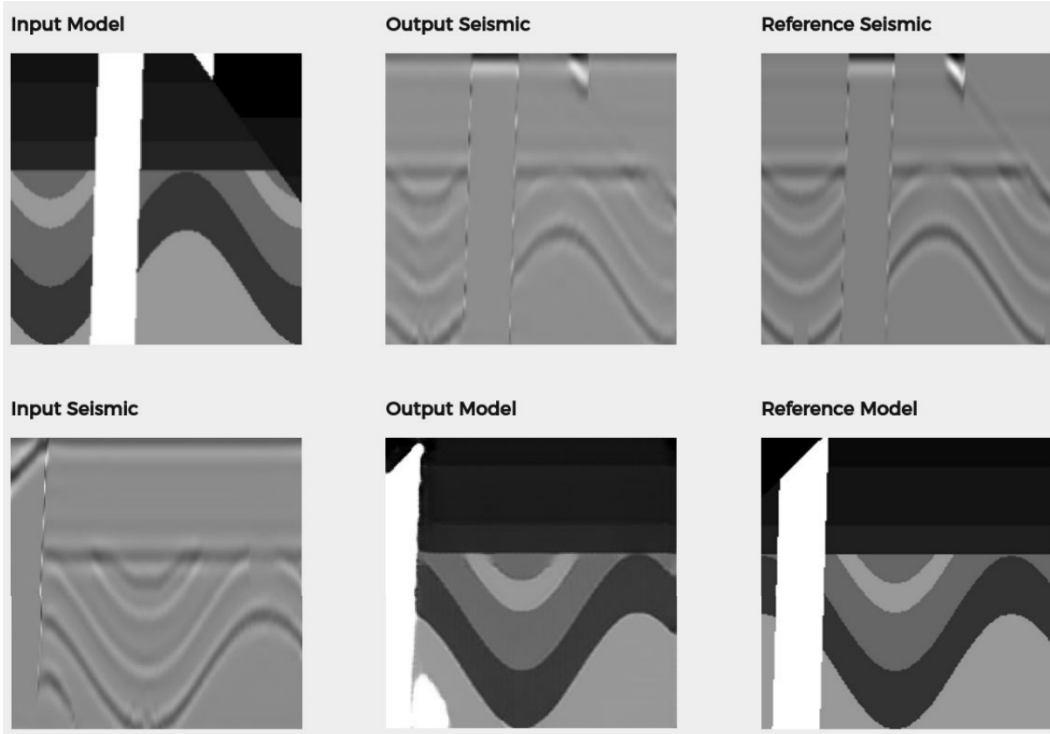 Input Model
Output Seismic
Reference Seismic
Input Seismic
Output Model
Reference Model